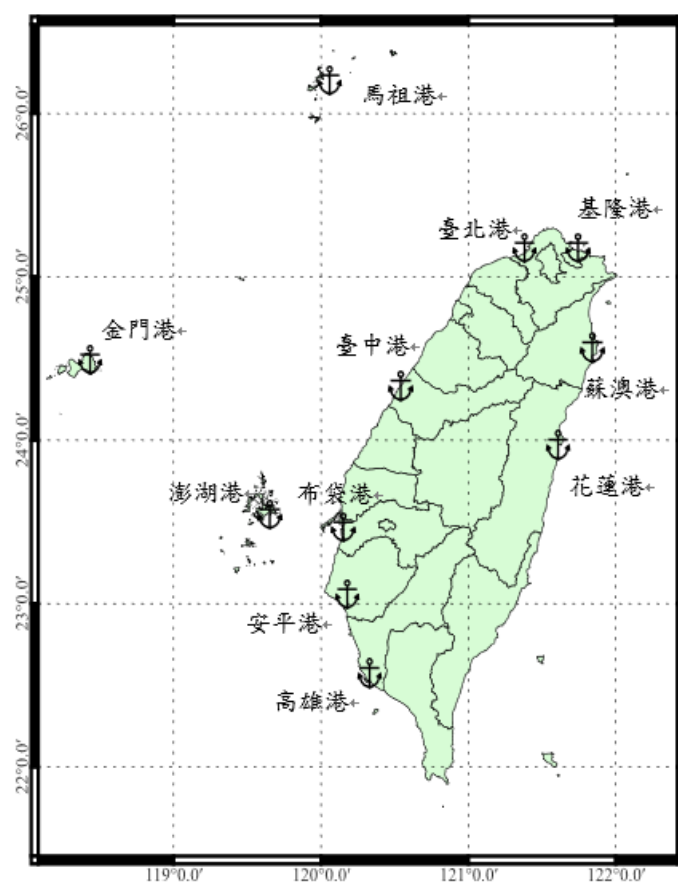 馬祖港
基隆港
臺北港
金門港
臺中港
蘇澳港
澎湖港
布袋港
花蓮港
安平港
高雄港
26°0.0′
25°0.0′
24°0.0′
23°0.0′
22°0.0′
119°0.0′
120°0.0′
121°0.0′
122°0.0′